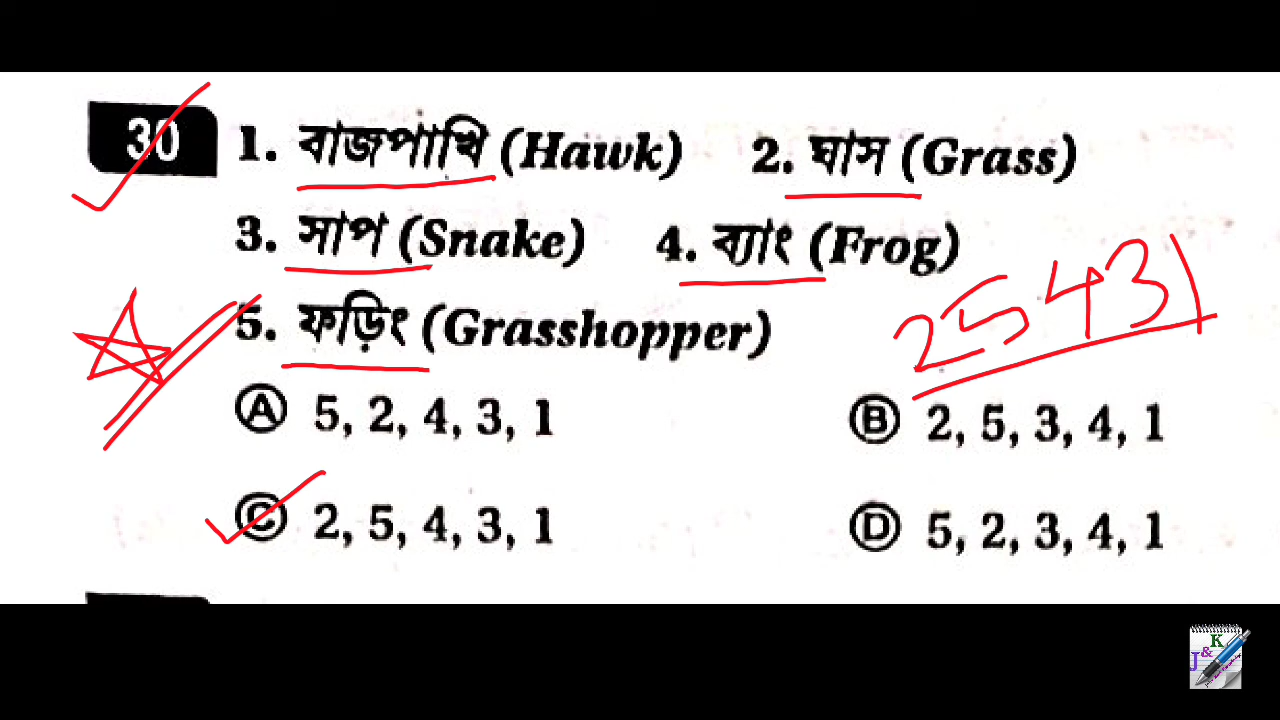 30 1. বাজপাখি (Hawk) 2. ঘাস (Grass)
3. সাপ (Snake) 4. ব্যাং (Frog)
5. ফড়িং (Grasshopper)
25431
Ⓐ 5, 2, 4, 3, 1 Ⓑ 2, 5, 3, 4, 1
Ⓒ 2, 5, 4, 3, 1 Ⓓ 5, 2, 3, 4, 1
J&K